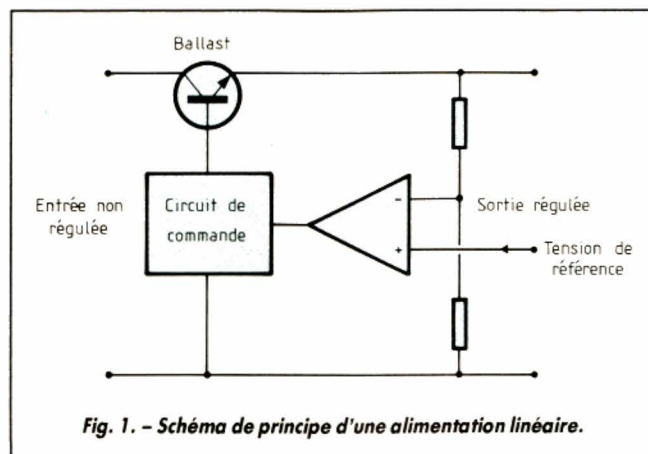 Ballast
Entrée non
régulée
Circuit de
commande
-
+
Sortie régulée
Tension de
référence
Fig. 1. – Schéma de principe d'une alimentation linéaire.